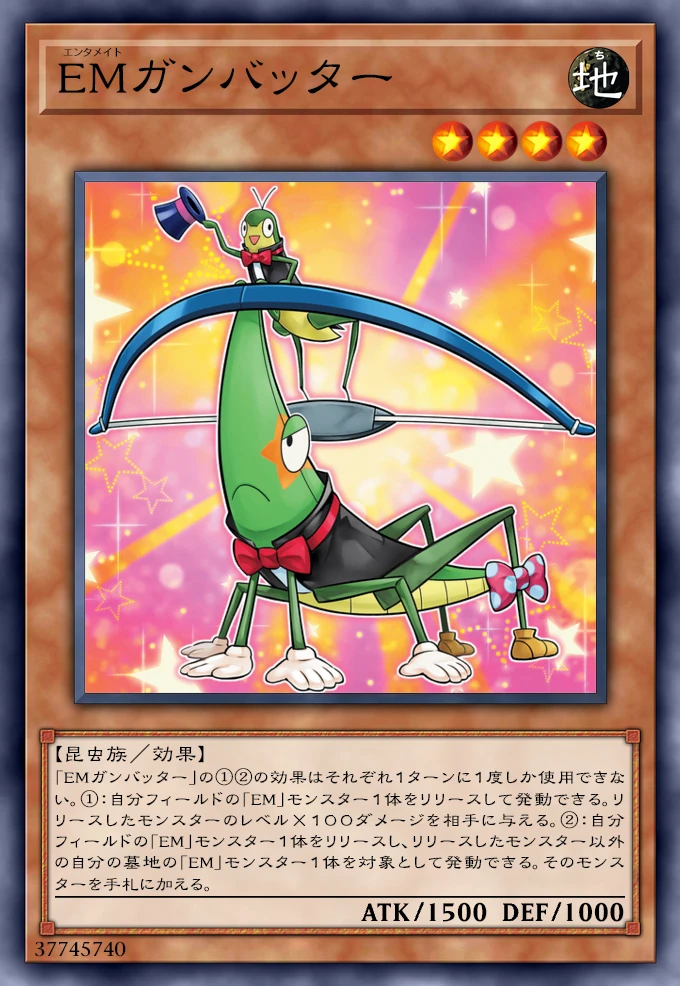 エンタメイト
EMガンバッター
ち
地
【昆虫族／効果】
「EMガンバッター」の①②の効果はそれぞれ1ターンに1度しか使用できな
い。①：自分フィールドの「EM」モンスター1体をリリースして発動できる。リ
リースしたモンスターのレベル×100ダメージを相手に与える。②：自分
フィールドの「EM」モンスター1体をリリースし、リリースしたモンスター以外
の自分の墓地の「EM」モンスター1体を対象として発動できる。そのモンス
ターを手札に加える。
ATK/1500 DEF/1000
37745740